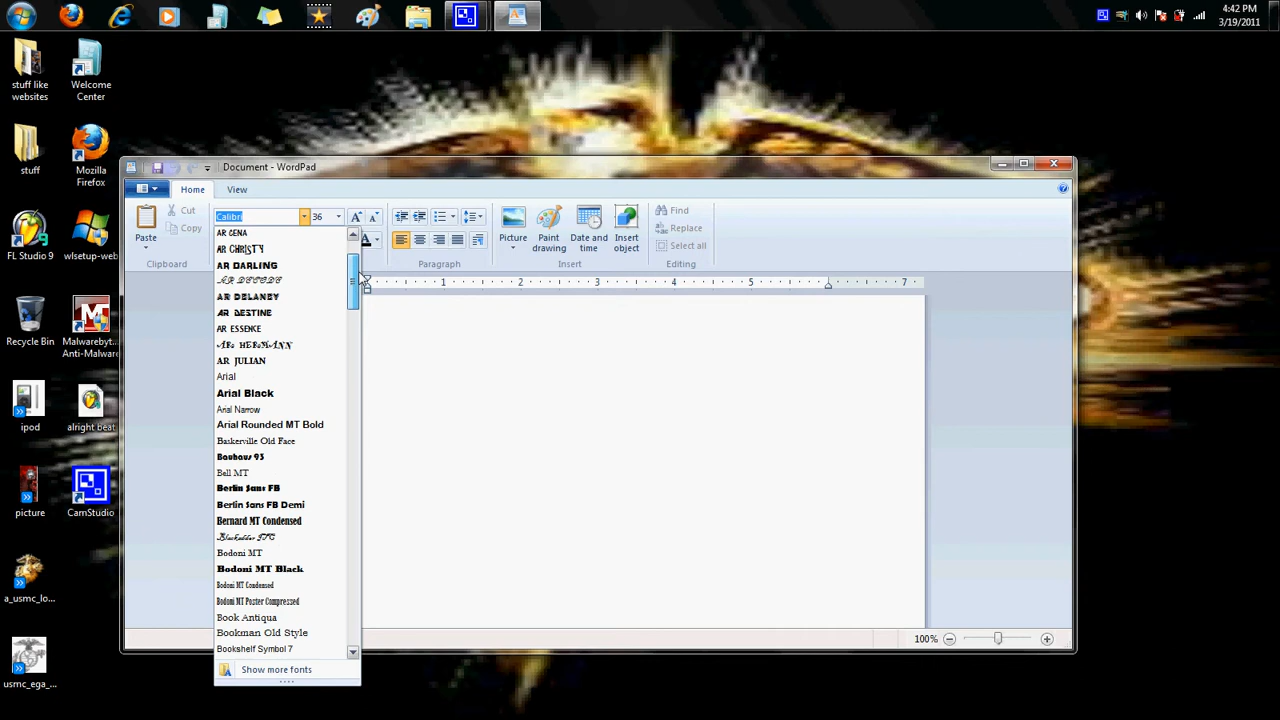 4:42 PM
3/19/2011
stuff like
websites
Welcome
Center
stuff
Mozilla
Firefox
FL Studio 9
wlsetup-web
Recycle Bin
Malwarebyt...
Anti-Malware
ipod
alright beat
picture
CamStudio
a_usmc_lo...
usmc_ega_...
Document - WordPad
Home
View
Paste
Cut
Copy
Clipboard
Calibri
36
Paragraph
Picture
Paint
drawing
Date and
time
Insert
object
Insert
Find
Replace
Select all
Editing
1 2 3 4 5 7
AR CENA
AR CHRISTY
AR DARLING
AR DECODE
AR DELANEY
AR DESTINE
AR ESSENCE
AR HERMANN
AR JULIAN
Arial
Arial Black
Arial Narrow
Arial Rounded MT Bold
Baskerville Old Face
Bauhaus 93
Bell MT
Berlin Sans FB
Berlin Sans FB Demi
Bernard MT Condensed
Blackadder ITC
Bodoni MT
Bodoni MT Black
Bodoni MT Condensed
Bodoni MT Poster Compressed
Book Antiqua
Bookman Old Style
Bookshelf Symbol 7
Show more fonts
100%